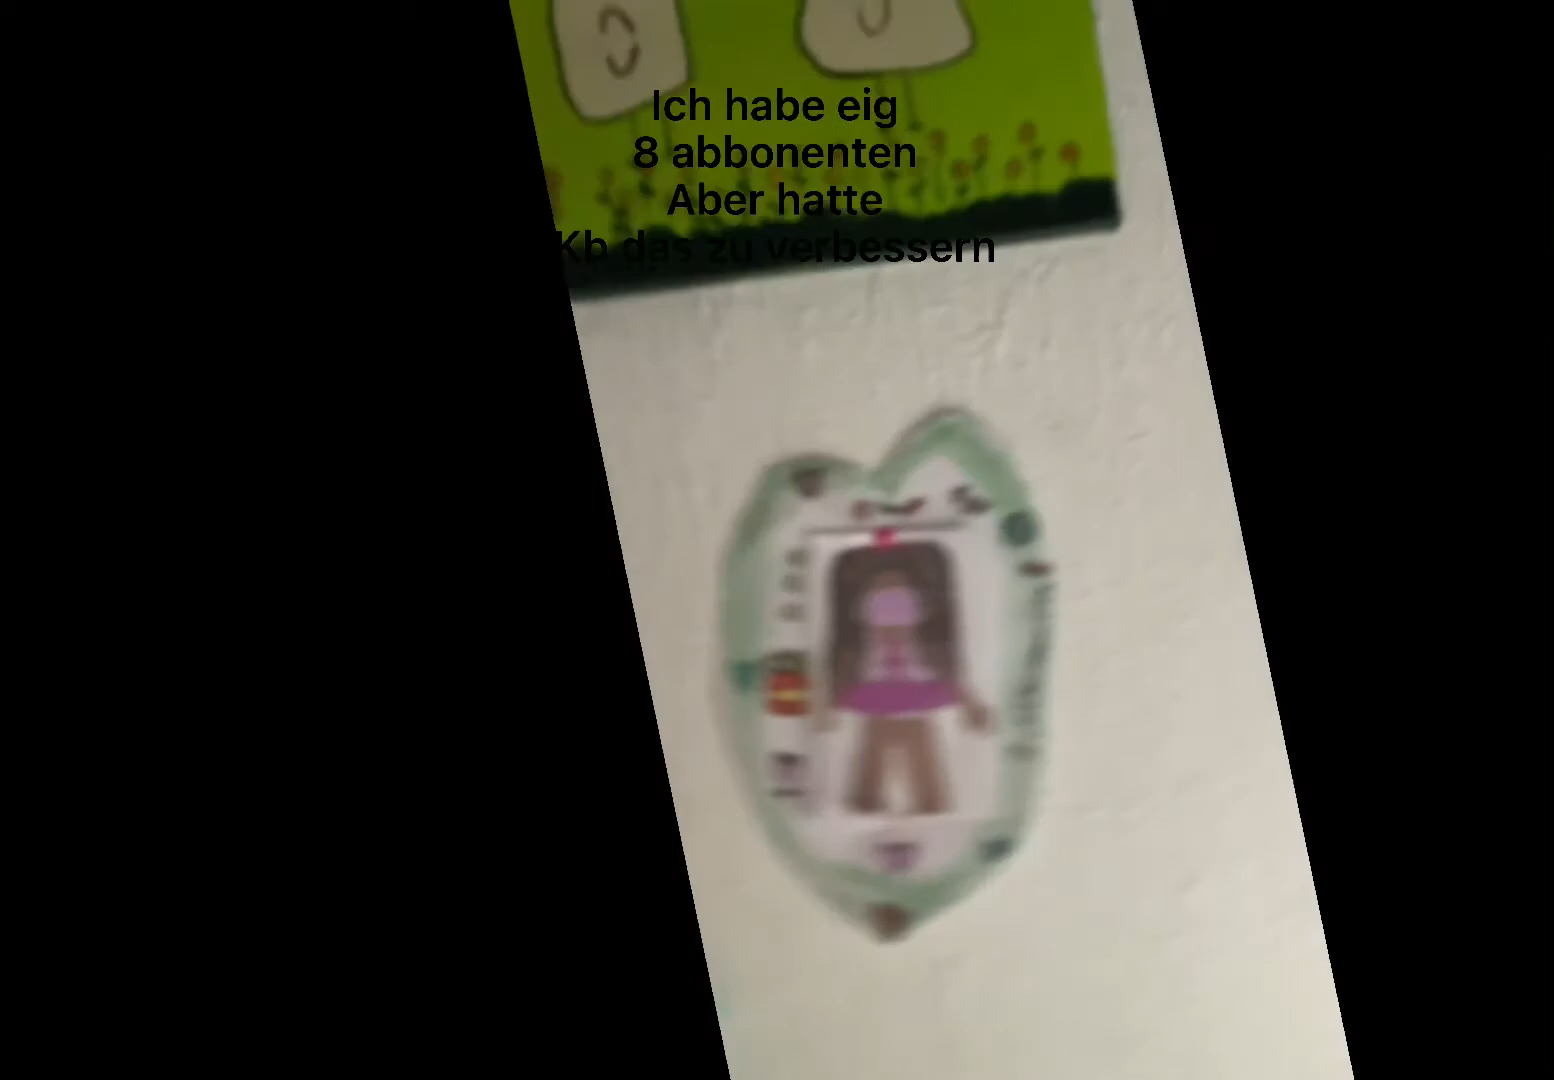 Ich habe eig
8 abbonenten
Aber hatte
Kb das zu verbessern